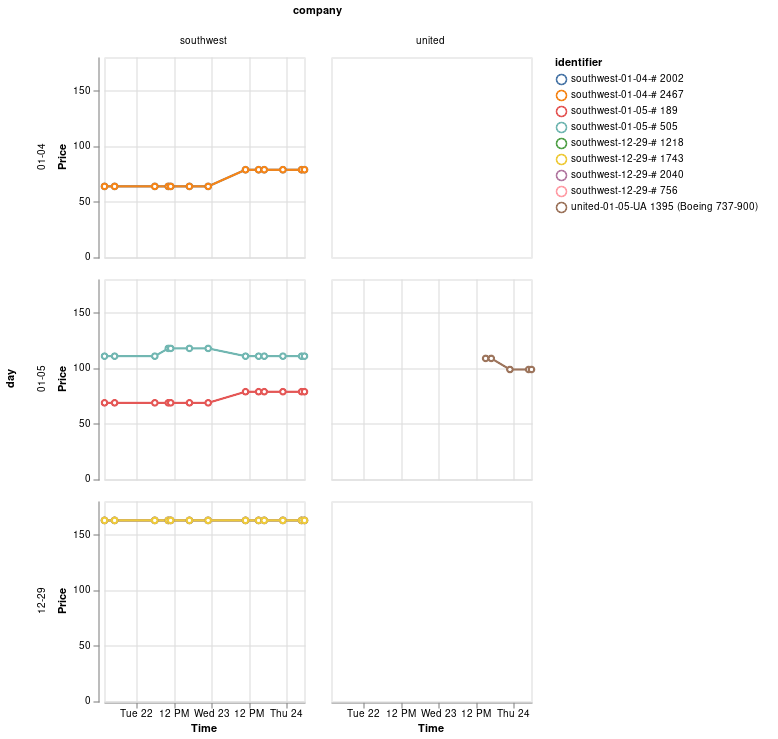 company
southwest
united
identifier
southwest-01-04-# 2002
southwest-01-04-# 2467
southwest-01-05-# 189
southwest-01-05-# 505
southwest-12-29-# 1218
southwest-12-29-# 1743
southwest-12-29-# 2040
southwest-12-29-# 756
united-01-05-UA 1395 (Boeing 737-900)
day
01-04
Price
150
100
50
0
01-05
Price
150
100
50
0
12-29
Price
150
100
50
0
Tue 22 12 PM Wed 23 12 PM Thu 24
Time
Tue 22 12 PM Wed 23 12 PM Thu 24
Time